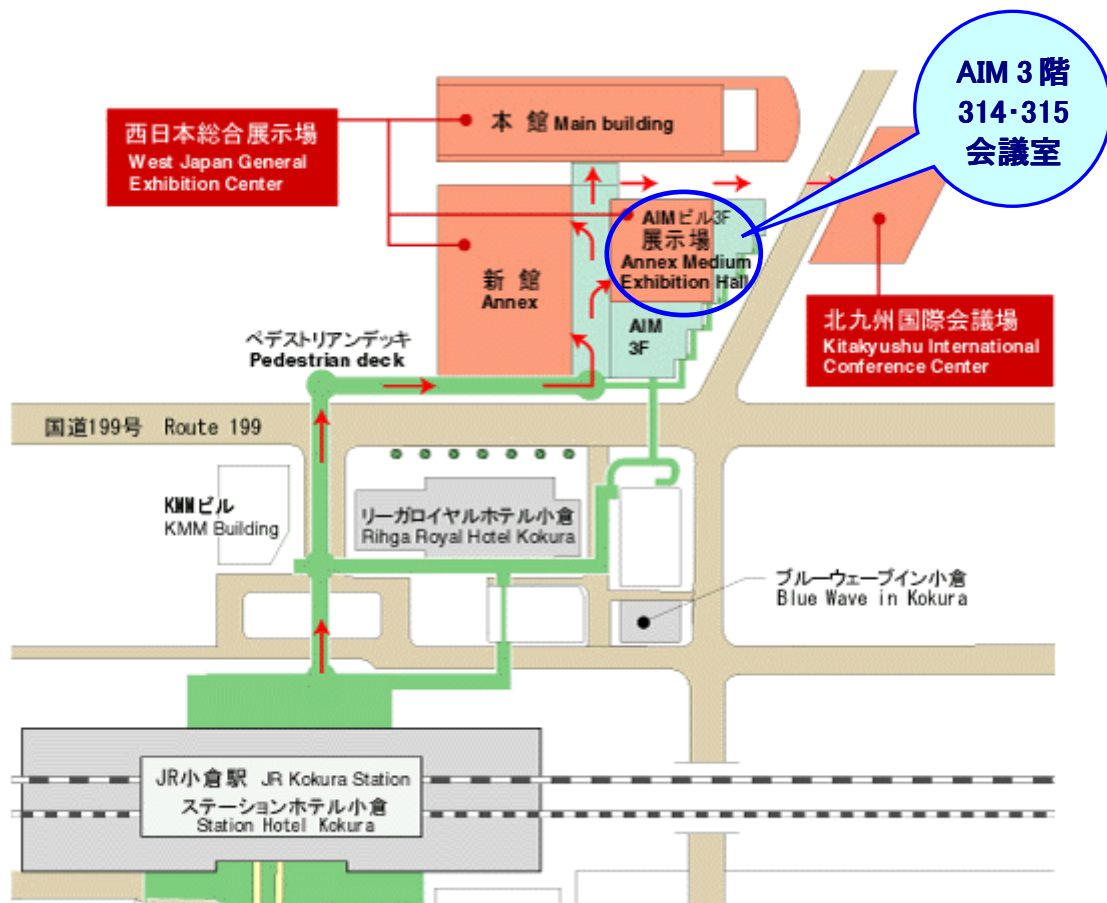 AIM 3 階
314･315
会議室
本 館 Main building
西日本総合展示場
West Japan General
Exhibition Center
AIMビル3F
展示場
Annex Medium
Exhibition Hall
新 館
Annex
AIM
3F
北九州国際会議場
Kitakyushu International
Conference Center
ペデストリアンデッキ
Pedestrian deck
国道199号 Route 199
KMMビル
KMM Building
リーガロイヤルホテル小倉
Rihga Royal Hotel Kokura
ブルーウェーブイン小倉
Blue Wave in Kokura
JR小倉駅 JR Kokura Station
ステーションホテル小倉
Station Hotel Kokura